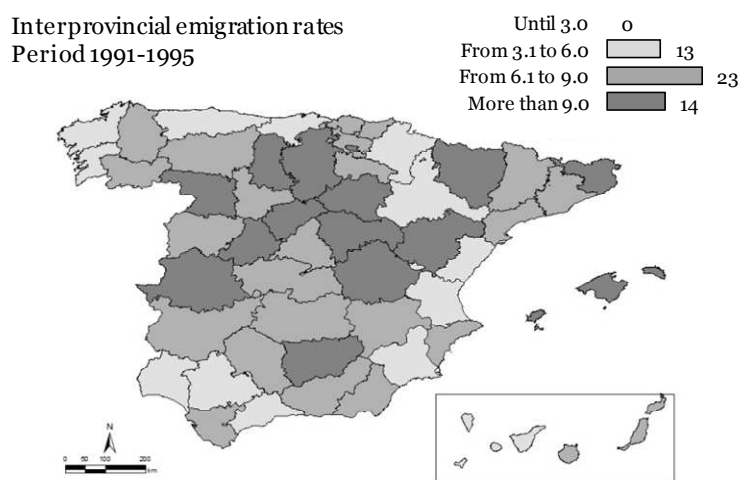 Interprovincial emigration rates
Period 1991-1995
Until 3.0 0
From 3.1 to 6.0 13
From 6.1 to 9.0 23
More than 9.0 14
N
0 50 100 200
km